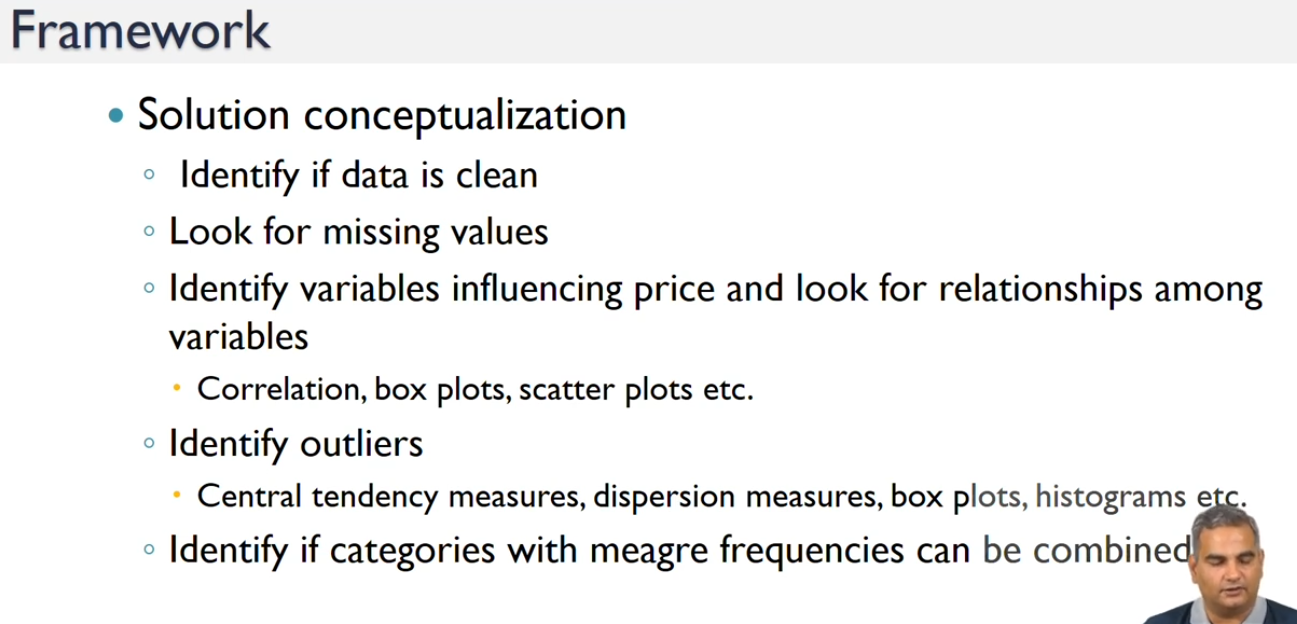 Framework
• Solution conceptualization
◦ Identify if data is clean
◦ Look for missing values
◦ Identify variables influencing price and look for relationships among
variables
• Correlation, box plots, scatter plots etc.
◦ Identify outliers
• Central tendency measures, dispersion measures, box plots, histograms etc.
◦ Identify if categories with meagre frequencies can be combined